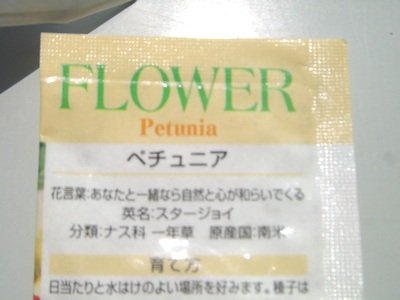 FLOWER
Petunia
ペチュニア
花言葉:あなたと一緒なら自然と心が和らいでくる
英名:スタージョイ
分類:ナス科 一年草 原産国:南米
育て方
日当たりと水はけのよい場所を好みます。種子は